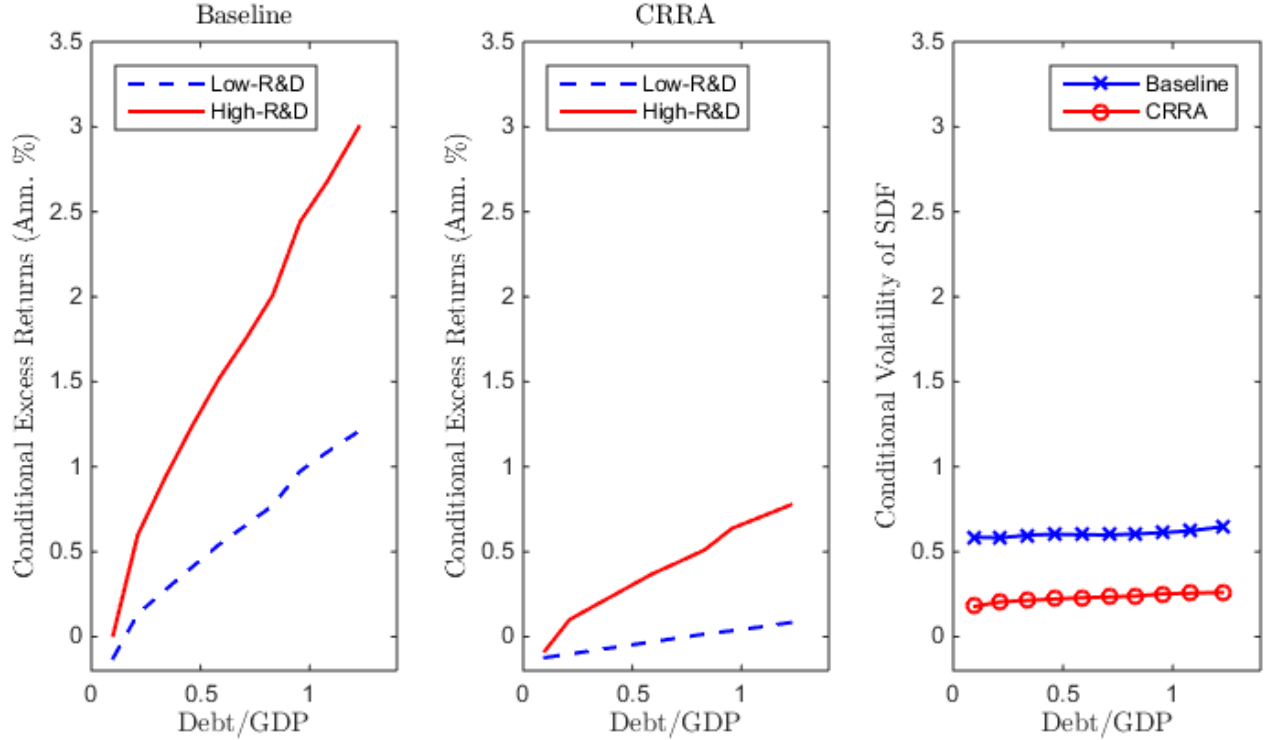 Baseline
Conditional Excess Returns (Ann. %)
3.5
3
2.5
2
1.5
1
0.5
0
Low-R&D
High-R&D
0
0.5
1
Debt/GDP
CRRA
Conditional Excess Returns (Ann. %)
3.5
3
2.5
2
1.5
1
0.5
0
Low-R&D
High-R&D
0
0.5
1
Debt/GDP
Conditional Volatility of SDF
3.5
3
2.5
2
1.5
1
0.5
0
Baseline
CRRA
0
0.5
1
Debt/GDP